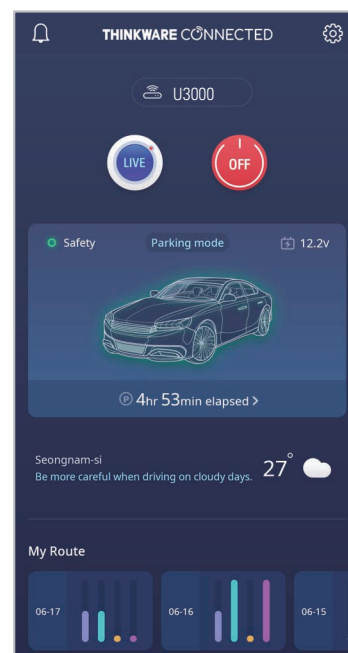 THINKWARE CONNECTED
U3000
LIVE
OFF
Safety
Parking mode
12.2v
P 4hr 53min elapsed >
Seongnam-si
Be more careful when driving on cloudy days.
27°
My Route
06-17
06-16
06-15